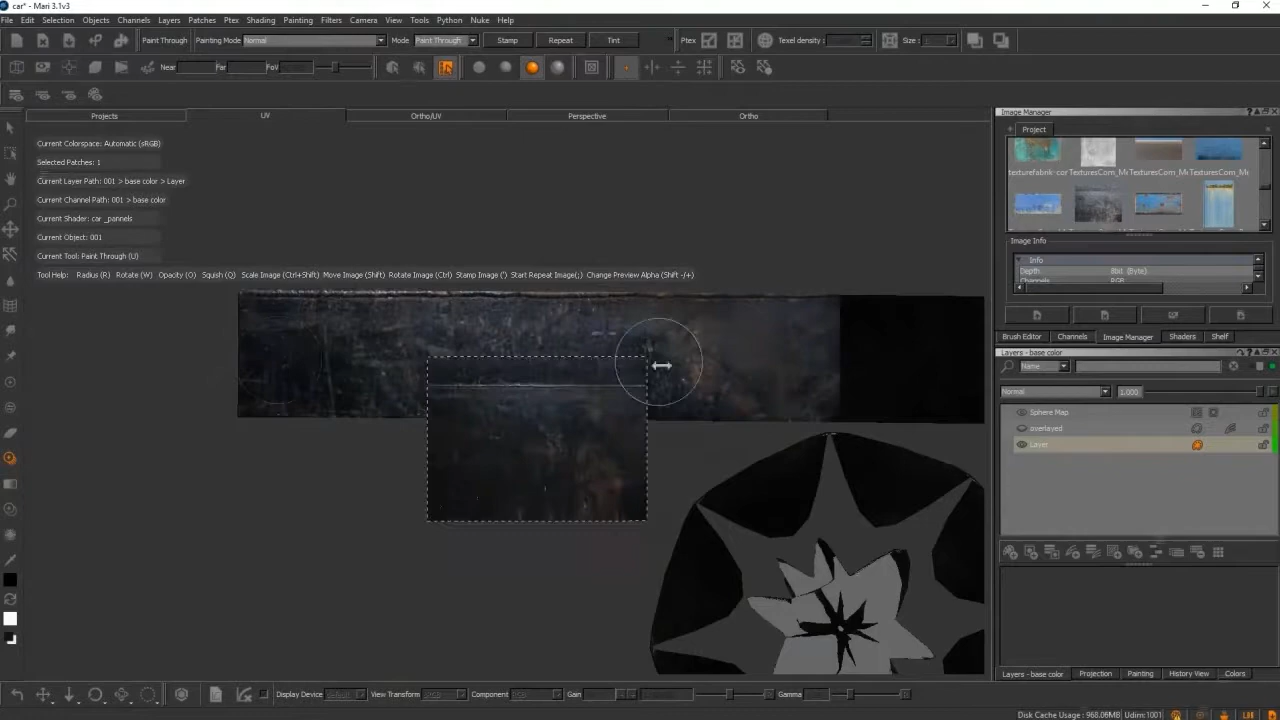 car* - Mari 3.1v3
File Edit Selection Objects Channels Layers Patches Ptex Shading Painting Filters Camera View Tools Python Nuke Help
Paint Through Painting Mode Normal Mode Paint Through Stamp Repeat Tint Ptex Texel density: Size :
Near Far FoV
Projects UV Ortho/UV Perspective Ortho
Current Colorspace: Automatic (sRGB)
Selected Patches: 1
Current Layer Path: 001 > base color > Layer
Current Channel Path: 001 > base color
Current Shader: car _pannels
Current Object: 001
Current Tool: Paint Through (U)
Tool Help: Radius (R) Rotate (W) Opacity (O) Squish (Q) Scale Image (Ctrl+Shift) Move Image (Shift) Rotate Image (Ctrl) Stamp Image (') Start Repeat Image(;) Change Preview Alpha (Shift -/+)
Image Manager
Project
Image Info
Info
Depth 8bit (Byte)
Channels RGB
Brush Editor Channels Image Manager Shaders Shelf
Layers - base color
Name
Normal 1.000
Sphere Map
overlayed
Layer
Layers - base color Projection Painting History View Colors
Display Device View Transform Component Gain Gamma
Disk Cache Usage : 968.06MB Udim:1001